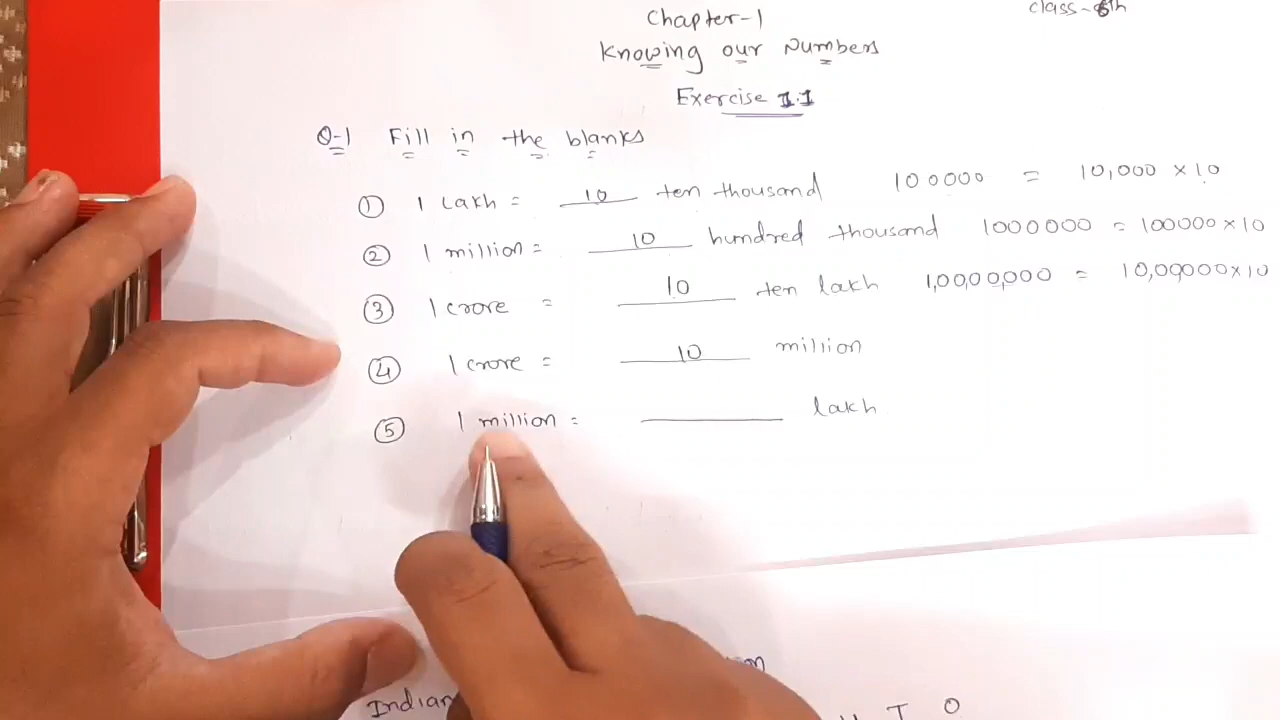 Chapter-1
class-6th
Knowing our Numbers
Exercise 1.1
Q-1 Fill in the blanks
① 1 Lakh = 10 ten thousand 100000 = 10,000 × 10
② 1 million = 10 hundred thousand 1000000 = 100000 × 10
③ 1 crore = 10 ten lakh 1,00,00,000 = 10,00000 × 10
④ 1 crore = 10 million
⑤ 1 million = ______ lakh
Indian
T O